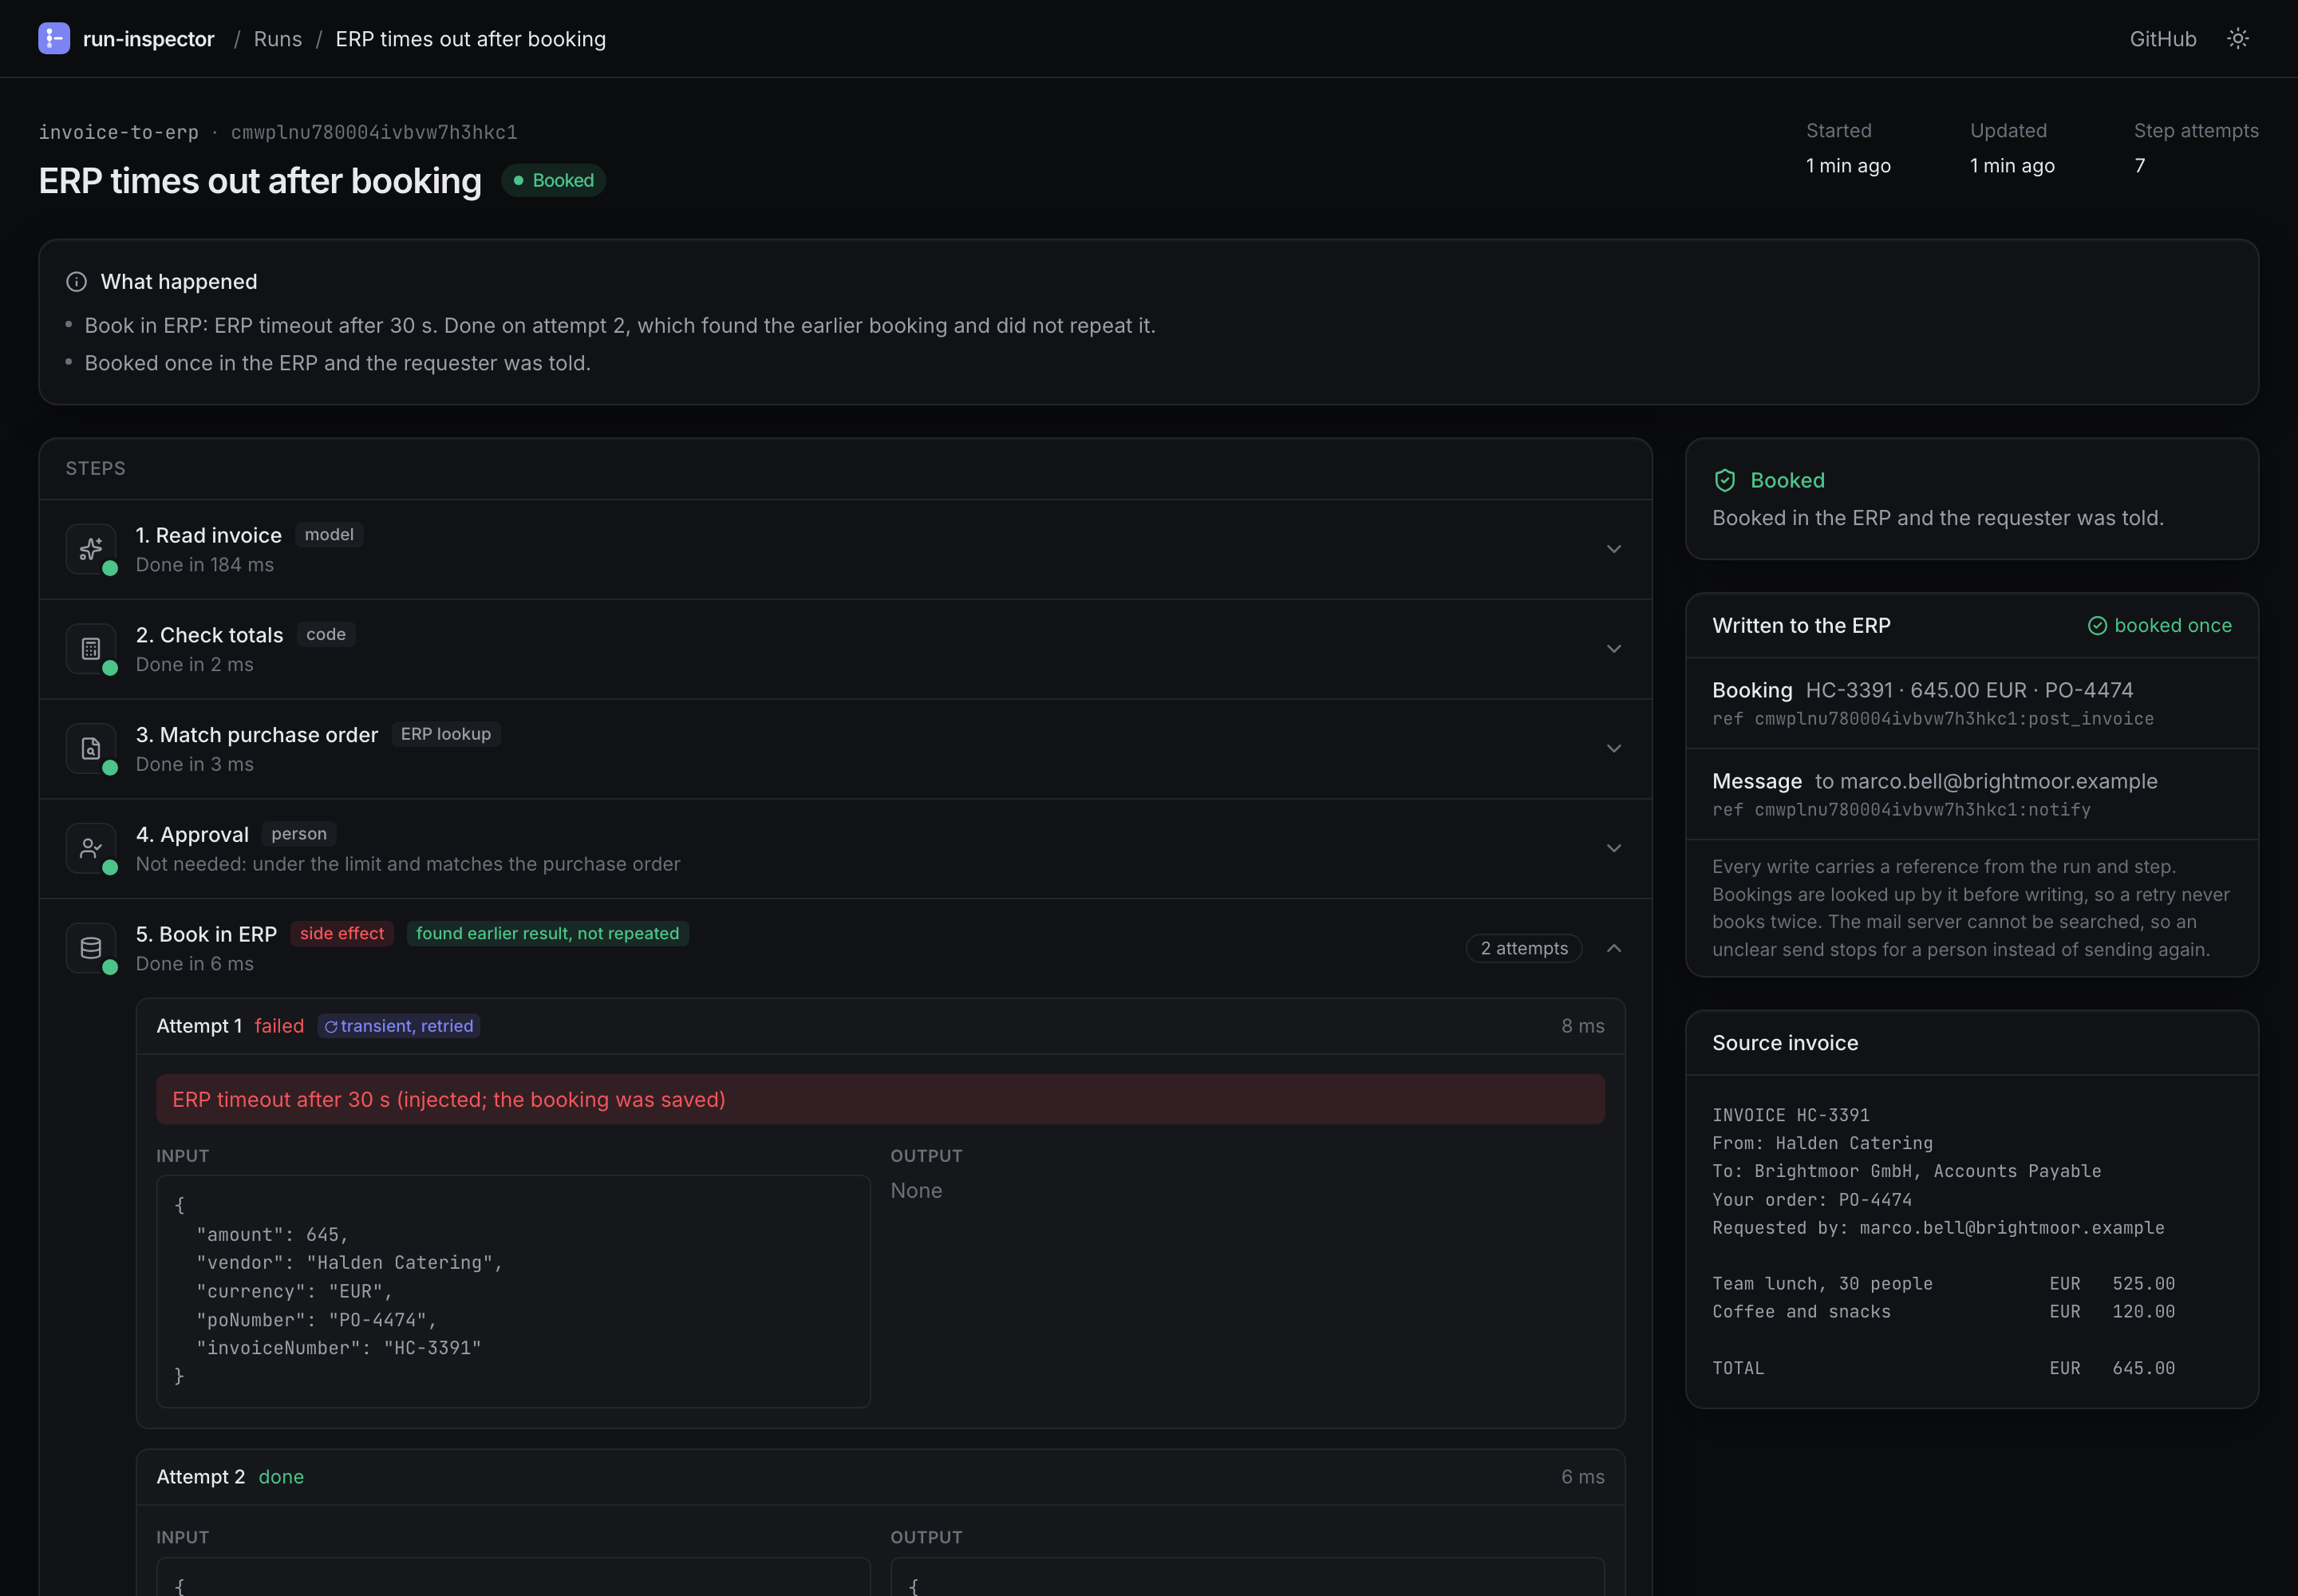 run-inspector / Runs / ERP times out after booking
GitHub
invoice-to-erp · cmwplnu780004ivbvw7h3hkc1
ERP times out after booking
Booked
Started
1 min ago
Updated
1 min ago
Step attempts
7
What happened
• Book in ERP: ERP timeout after 30 s. Done on attempt 2, which found the earlier booking and did not repeat it.
• Booked once in the ERP and the requester was told.
STEPS
1. Read invoice model
Done in 184 ms
2. Check totals code
Done in 2 ms
3. Match purchase order ERP lookup
Done in 3 ms
4. Approval person
Not needed: under the limit and matches the purchase order
5. Book in ERP side effect found earlier result, not repeated
Done in 6 ms
2 attempts
Attempt 1 failed transient, retried 8 ms
ERP timeout after 30 s (injected; the booking was saved)
INPUT
{
"amount": 645,
"vendor": "Halden Catering",
"currency": "EUR",
"poNumber": "PO-4474",
"invoiceNumber": "HC-3391"
}
OUTPUT
None
Attempt 2 done 6 ms
INPUT
{
OUTPUT
{
Booked
Booked in the ERP and the requester was told.
Written to the ERP booked once
Booking HC-3391 · 645.00 EUR · PO-4474
ref cmwplnu780004ivbvw7h3hkc1:post_invoice
Message to marco.bell@brightmoor.example
ref cmwplnu780004ivbvw7h3hkc1:notify
Every write carries a reference from the run and step.
Bookings are looked up by it before writing, so a retry never
books twice. The mail server cannot be searched, so an
unclear send stops for a person instead of sending again.
Source invoice
INVOICE HC-3391
From: Halden Catering
To: Brightmoor GmbH, Accounts Payable
Your order: PO-4474
Requested by: marco.bell@brightmoor.example
Team lunch, 30 people EUR 525.00
Coffee and snacks EUR 120.00
TOTAL EUR 645.00